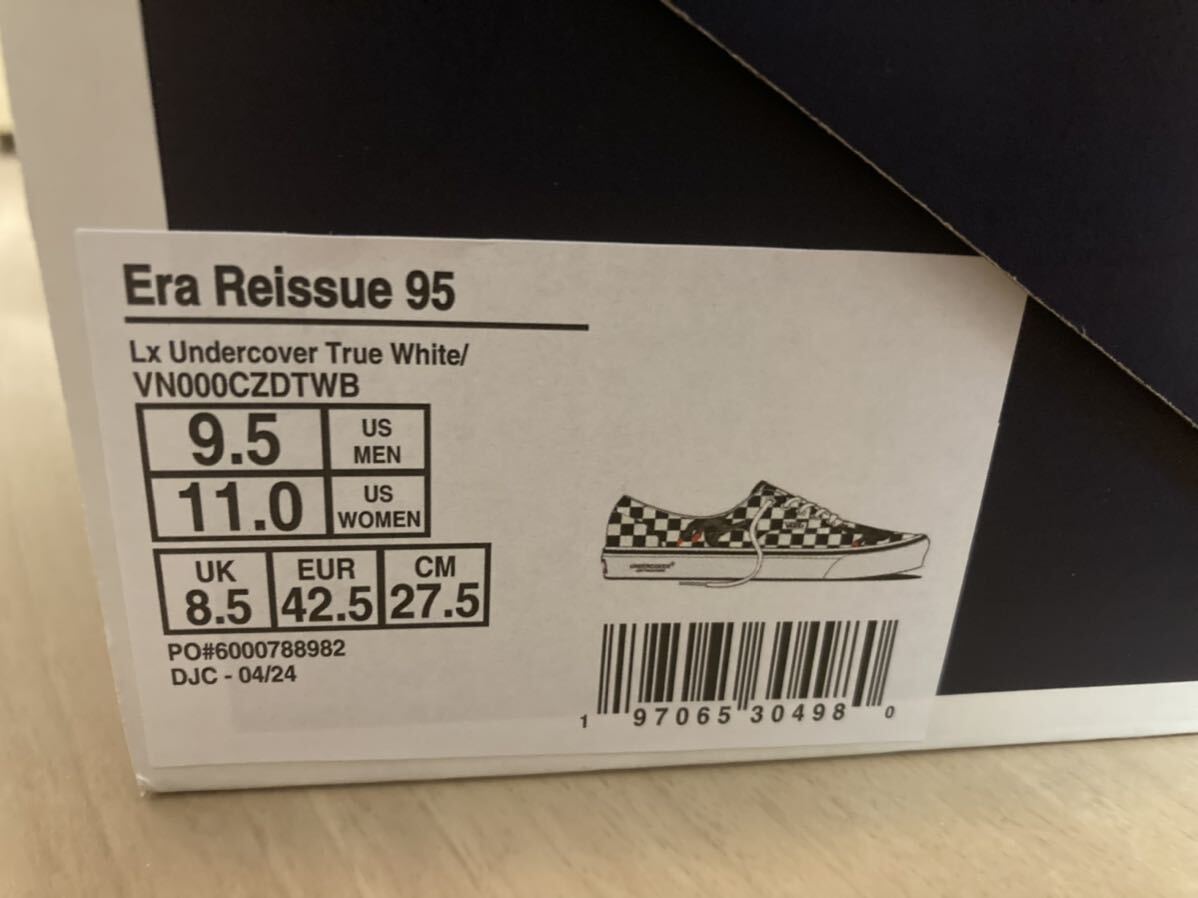 Era Reissue 95
Lx Undercover True White/
VN000CZDTWB
9.5 US MEN
11.0 US WOMEN
UK EUR CM
8.5 42.5 27.5
PO#6000788982
DJC - 04/24
UNDERCOVER
1 97065 30498 0